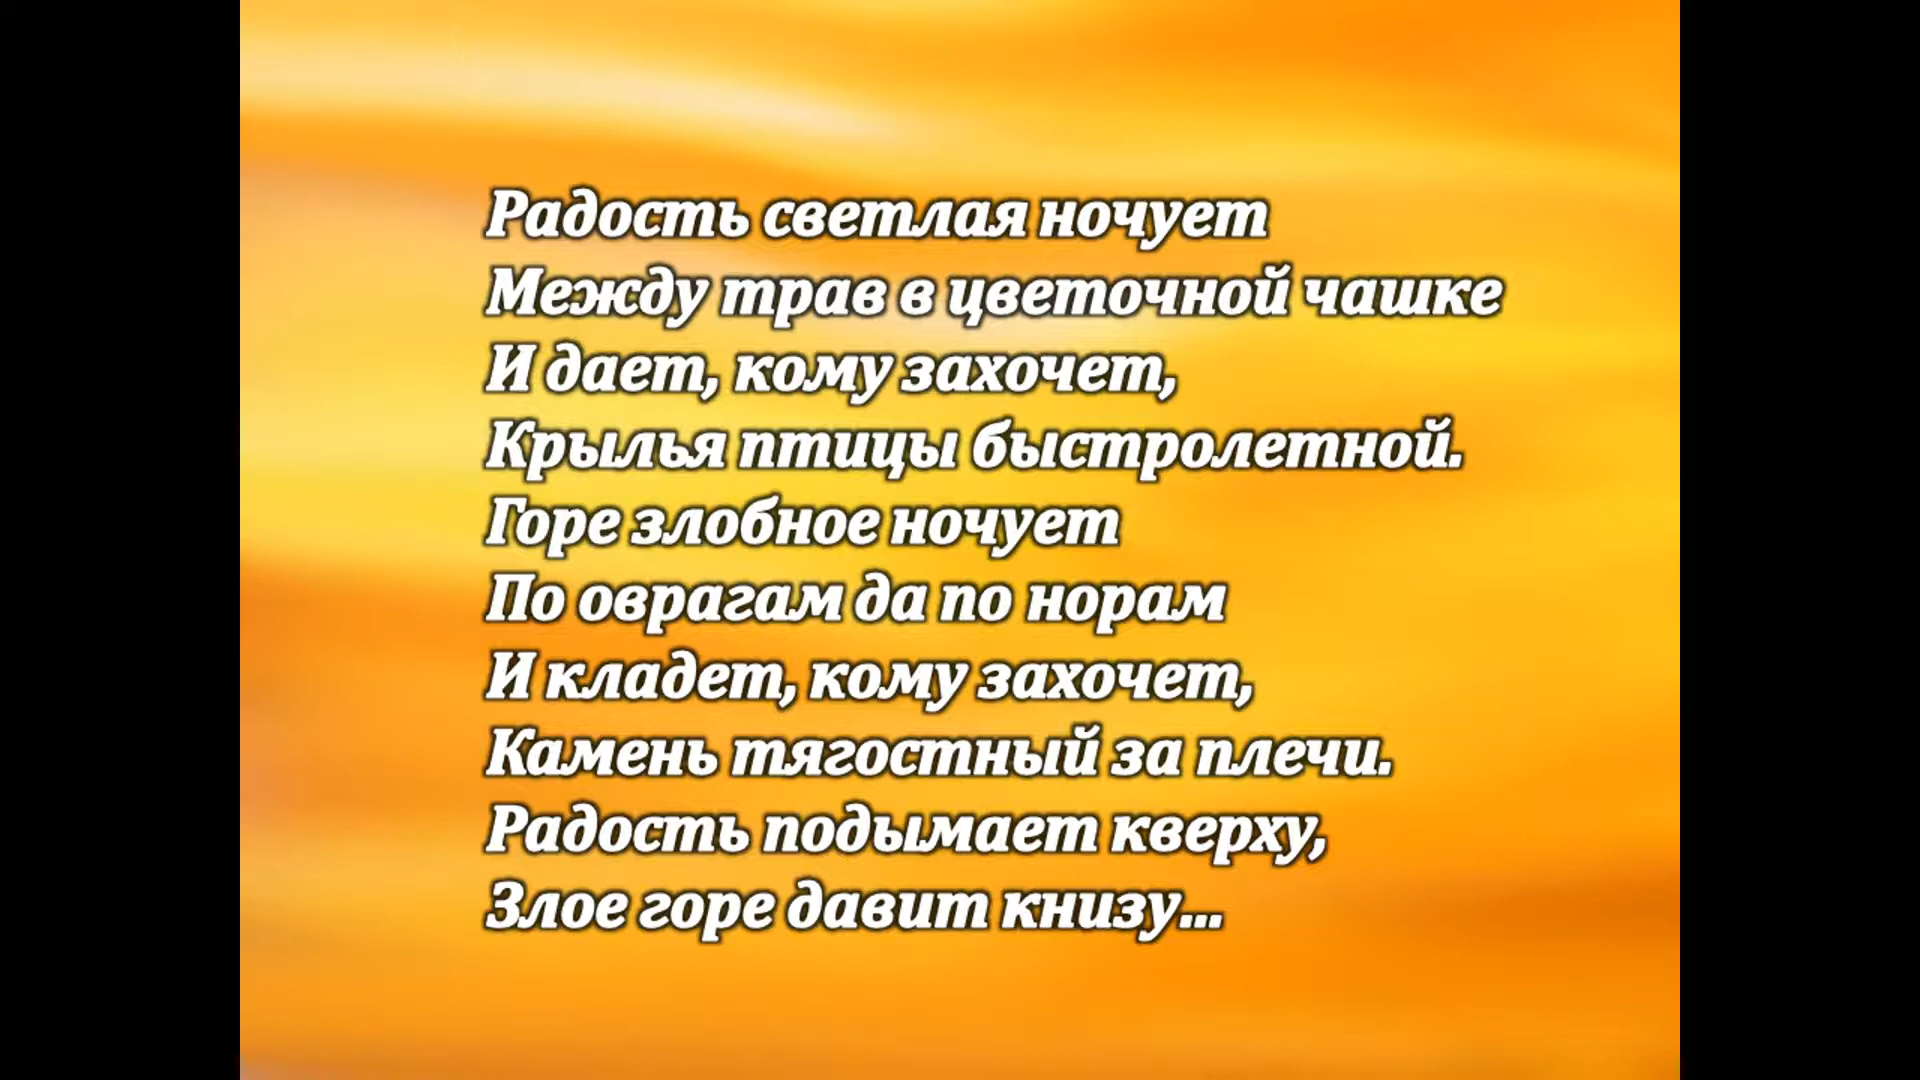 Радость светлая ночует
Между трав в цветочной чашке
И дает, кому захочет,
Крылья птицы быстролетной.
Горе злобное ночует
По оврагам да по норам
И кладет, кому захочет,
Камень тягостный за плечи.
Радость подымает кверху,
Злое горе давит книзу...